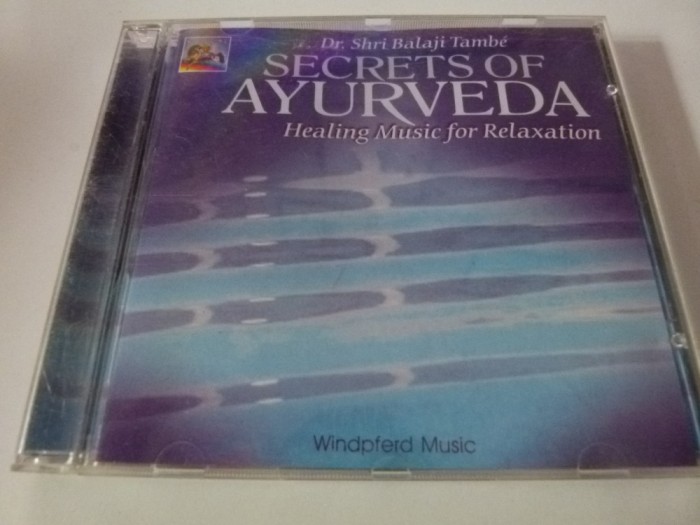 Dr. Shri Balaji També
SECRETS OF
AYURVEDA
Healing Music for Relaxation
Windpferd Music